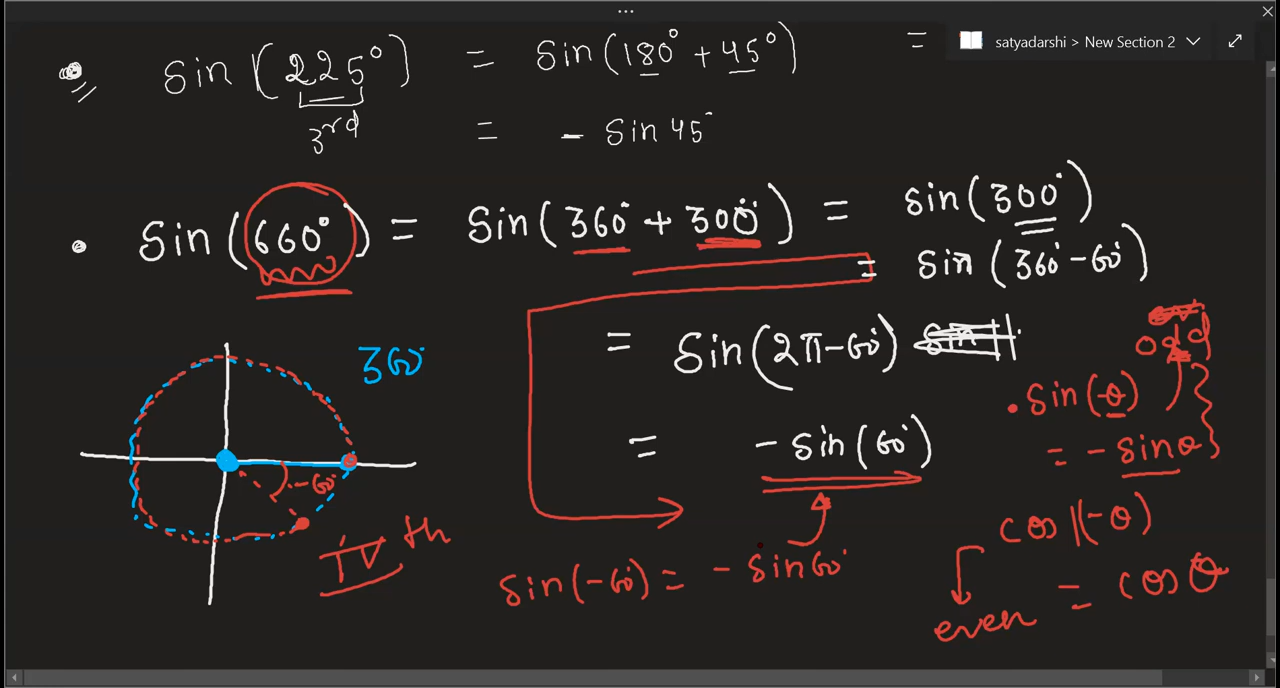 satyadarshi > New Section 2
sin(225°) = sin(180° + 45°) =
3rd
= - sin 45°
sin(660°) = sin(360° + 300°) = sin(300°)
= sin(360° - 60°)
= sin(2π-60°)
= - sin(60°)
360°
-60°
IVth
sin(-60°) = - sin60°
odd
sin(-θ)
= - sinθ
cos(-θ)
= cosθ
even